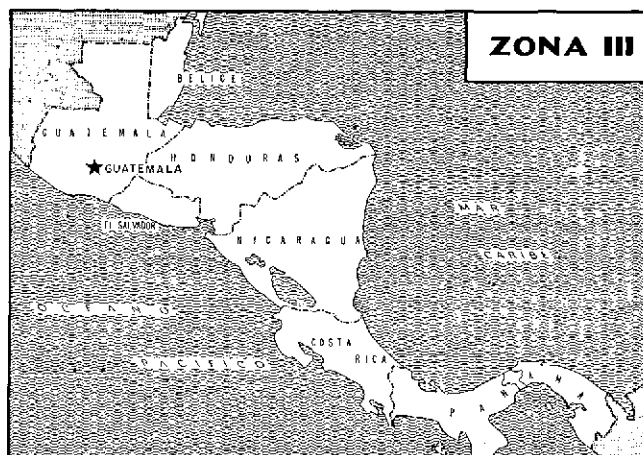 ZONA III
BELICE
GUATEMALA
HONDURAS
★GUATEMALA
MAR
EL SALVADOR
NICARAGUA
CARIBE
OCEANO
COSTA
RICA
PACIFICO
PANAMA